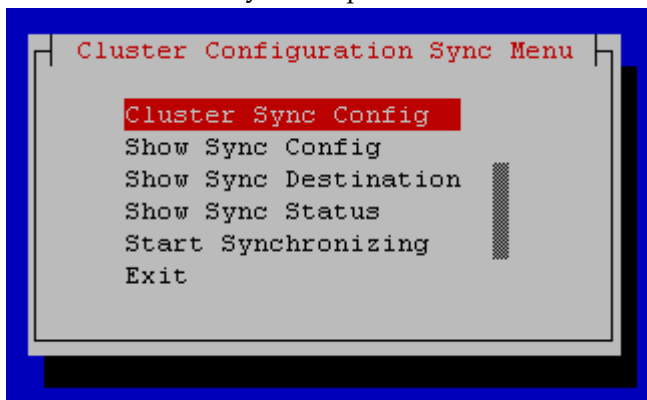 Cluster Configuration Sync Menu
Cluster Sync Config
Show Sync Config
Show Sync Destination
Show Sync Status
Start Synchronizing
Exit